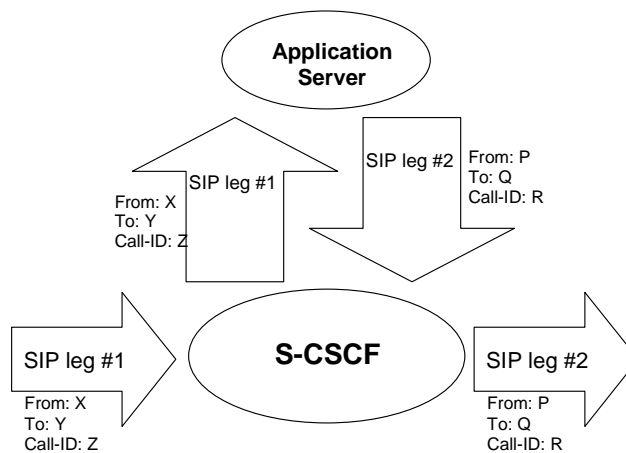 Application
Server
SIP leg #1
From: X
To: Y
Call-ID: Z
SIP leg #2
From: P
To: Q
Call-ID: R
SIP leg #1
From: X
To: Y
Call-ID: Z
S-CSCF
SIP leg #2
From: P
To: Q
Call-ID: R